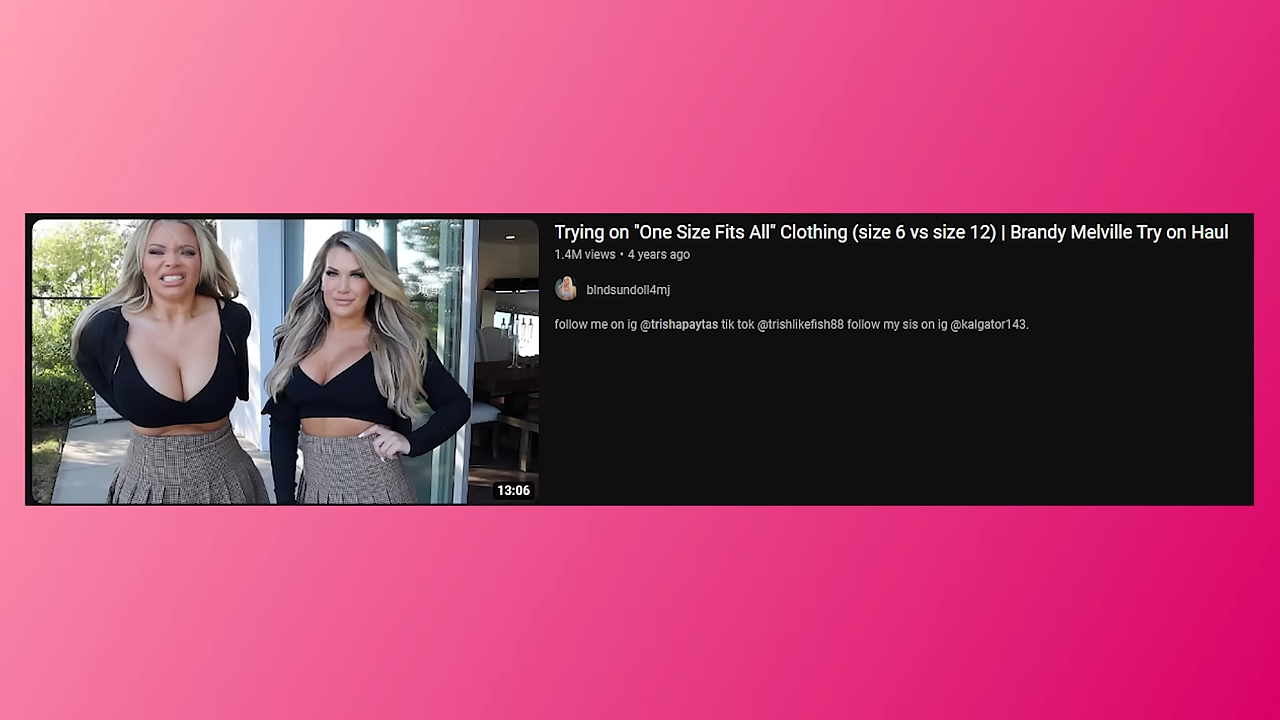 Trying on "One Size Fits All" Clothing (size 6 vs size 12) | Brandy Melville Try on Haul
1.4M views • 4 years ago
blndsundoll4mj
follow me on ig @trishapaytas tik tok @trishlikefish88 follow my sis on ig @kalgator143.
13:06